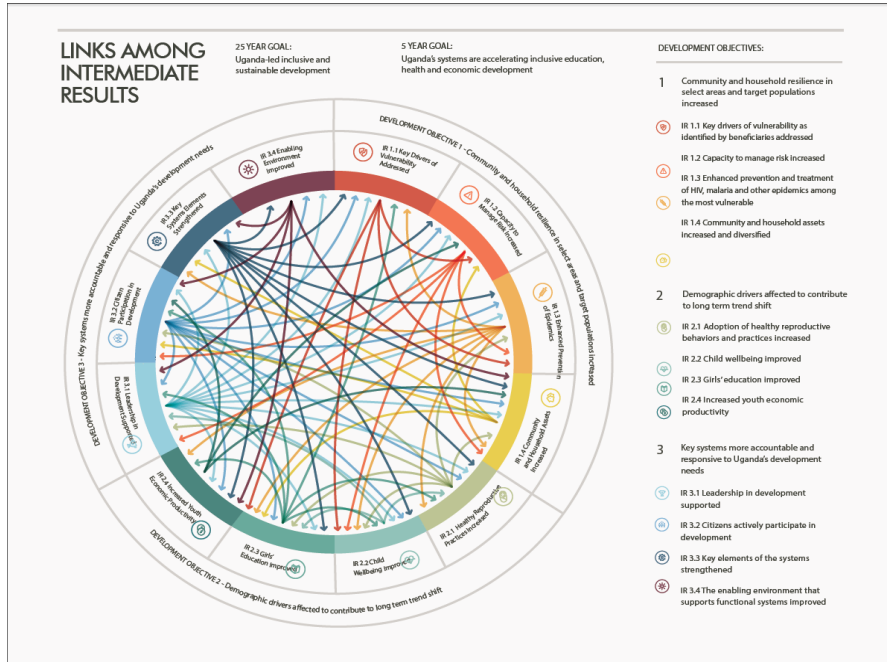 LINKS AMONG
INTERMEDIATE
RESULTS
25 YEAR GOAL:
Uganda-led inclusive and
sustainable development
5 YEAR GOAL:
Uganda's systems are accelerating inclusive education,
health and economic development
DEVELOPMENT OBJECTIVE 1 - Community and household resilience in select areas and target populations increased
IR 1.1 Key Drivers of
Vulnerability
Addressed
IR 1.2 Capacity to
Manage Risk Increased
IR 1.3 Enhanced Prevention
of Epidemics
IR 1.4 Community
and Household Assets
Increased
DEVELOPMENT OBJECTIVE 2 - Demographic drivers affected to contribute to long term trend shift
IR 2.1 Healthy Reproductive
Practices Increased
IR 2.2 Child
Wellbeing Improved
IR 2.3 Girls'
Education Improved
IR 2.4 Increased Youth
Economic Productivity
DEVELOPMENT OBJECTIVE 3 - Key systems more accountable and responsive to Uganda's development needs
IR 3.1 Leadership in
Development Supported
IR 3.2 Citizen
Participation in
Development
IR 3.3 Key
Systems Elements
Strengthened
IR 3.4 Enabling
Environment
Improved
DEVELOPMENT OBJECTIVES:
1 Community and household resilience in
select areas and target populations
increased
IR 1.1 Key drivers of vulnerability as
identified by beneficiaries addressed
IR 1.2 Capacity to manage risk increased
IR 1.3 Enhanced prevention and treatment
of HIV, malaria and other epidemics among
the most vulnerable
IR 1.4 Community and household assets
increased and diversified
2 Demographic drivers affected to contribute
to long term trend shift
IR 2.1 Adoption of healthy reproductive
behaviors and practices increased
IR 2.2 Child wellbeing improved
IR 2.3 Girls' education improved
IR 2.4 Increased youth economic
productivity
3 Key systems more accountable and
responsive to Uganda's development
needs
IR 3.1 Leadership in development
supported
IR 3.2 Citizens actively participate in
development
IR 3.3 Key elements of the systems
strengthened
IR 3.4 The enabling environment that
supports functional systems improved